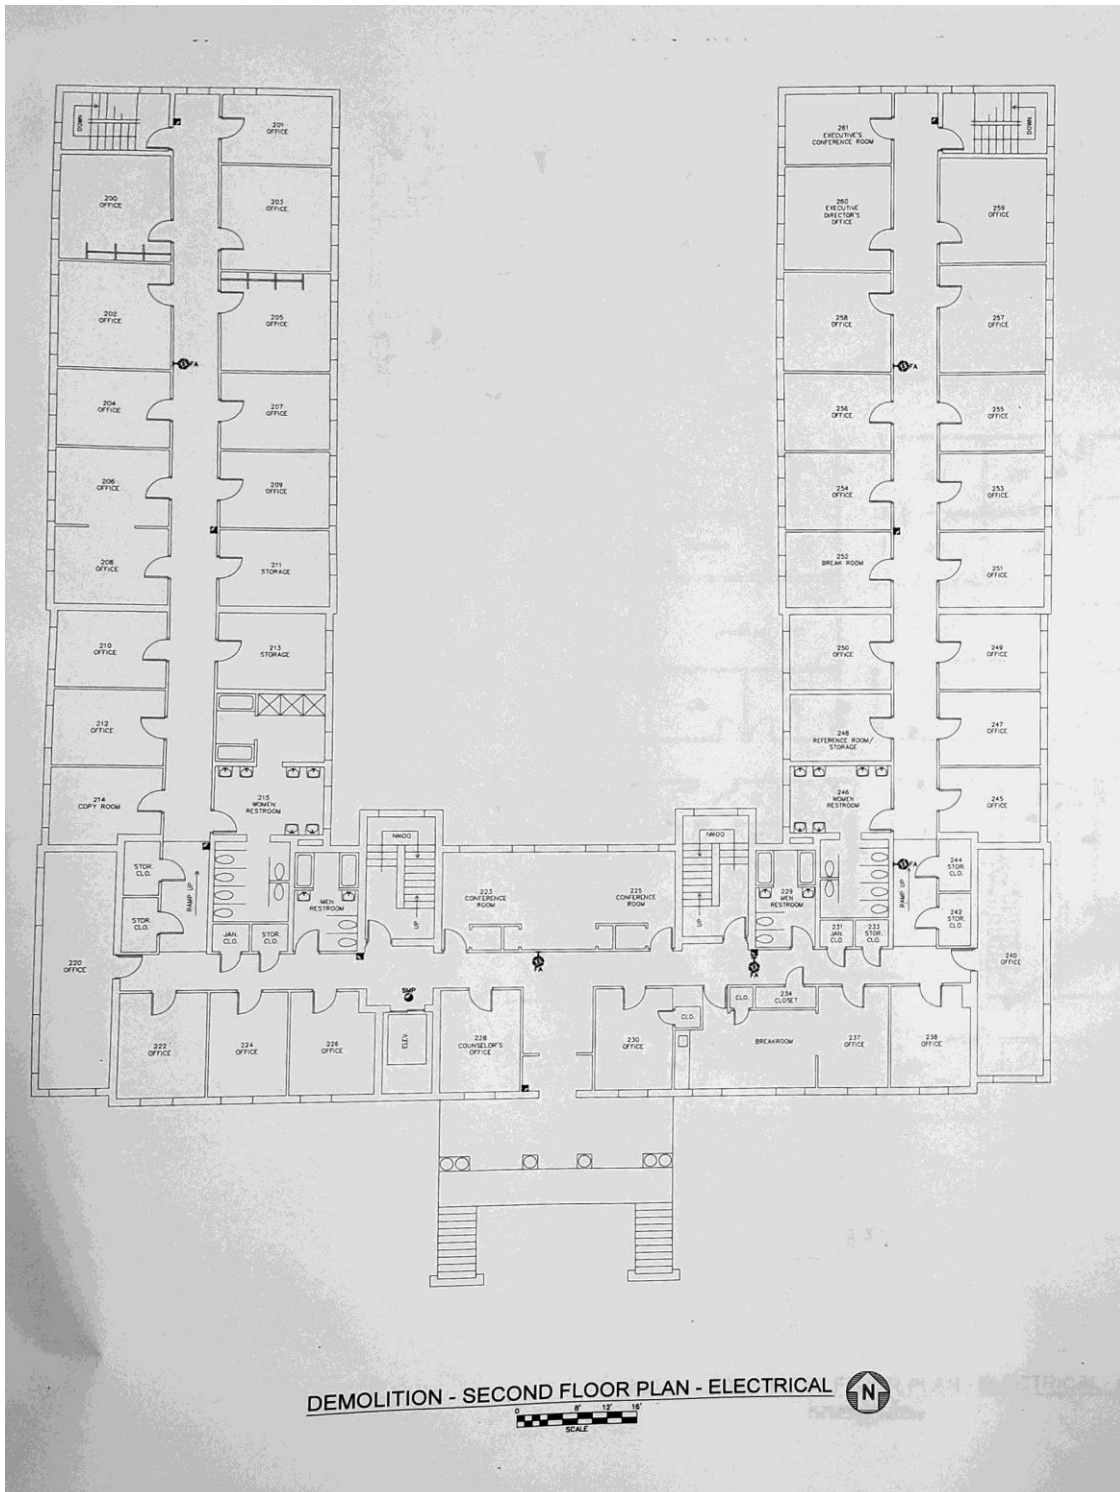 DOWN
201
OFFICE
200
OFFICE
203
OFFICE
202
OFFICE
205
OFFICE
FA
204
OFFICE
207
OFFICE
206
OFFICE
209
OFFICE
208
OFFICE
211
STORAGE
210
OFFICE
213
STORAGE
212
OFFICE
214
COPY ROOM
215
WOMEN
RESTROOM
STOR.
CLO.
STOR.
CLO.
RAMP UP
JAN.
CLO.
STOR.
CLO.
MEN
RESTROOM
DOWN
UP
220
OFFICE
222
OFFICE
224
OFFICE
226
OFFICE
SMP
ELEV.
223
CONFERENCE
ROOM
225
CONFERENCE
ROOM
FA
228
COUNSELOR'S
OFFICE
230
OFFICE
CLO.
CLO.
234
CLOSET
BREAKROOM
237
OFFICE
238
OFFICE
240
OFFICE
FA
DOWN
UP
229
MEN
RESTROOM
231
JAN.
CLO.
233
STOR.
CLO.
RAMP UP
FA
244
STOR.
CLO.
242
STOR.
CLO.
246
WOMEN
RESTROOM
245
OFFICE
248
REFERENCE ROOM/
STORAGE
247
OFFICE
250
OFFICE
249
OFFICE
252
BREAK ROOM
251
OFFICE
254
OFFICE
253
OFFICE
256
OFFICE
255
OFFICE
FA
258
OFFICE
257
OFFICE
260
EXECUTIVE
DIRECTOR'S
OFFICE
259
OFFICE
261
EXECUTIVE'S
CONFERENCE ROOM
DOWN
DEMOLITION - SECOND FLOOR PLAN - ELECTRICAL
N
0 8' 12' 16'
SCALE